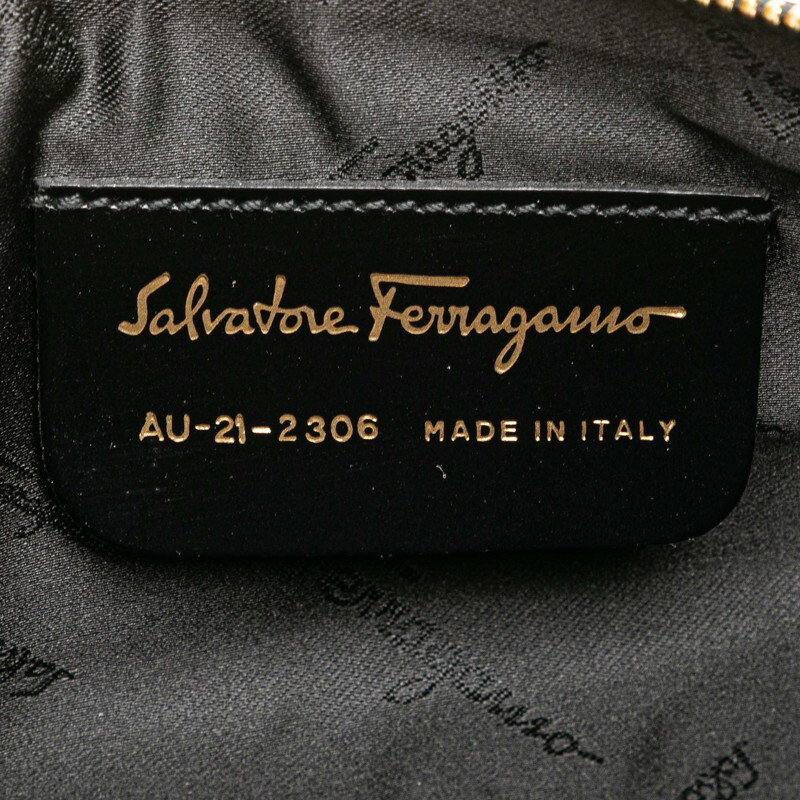 Salvatore Ferragamo
AU-21-2306 MADE IN ITALY